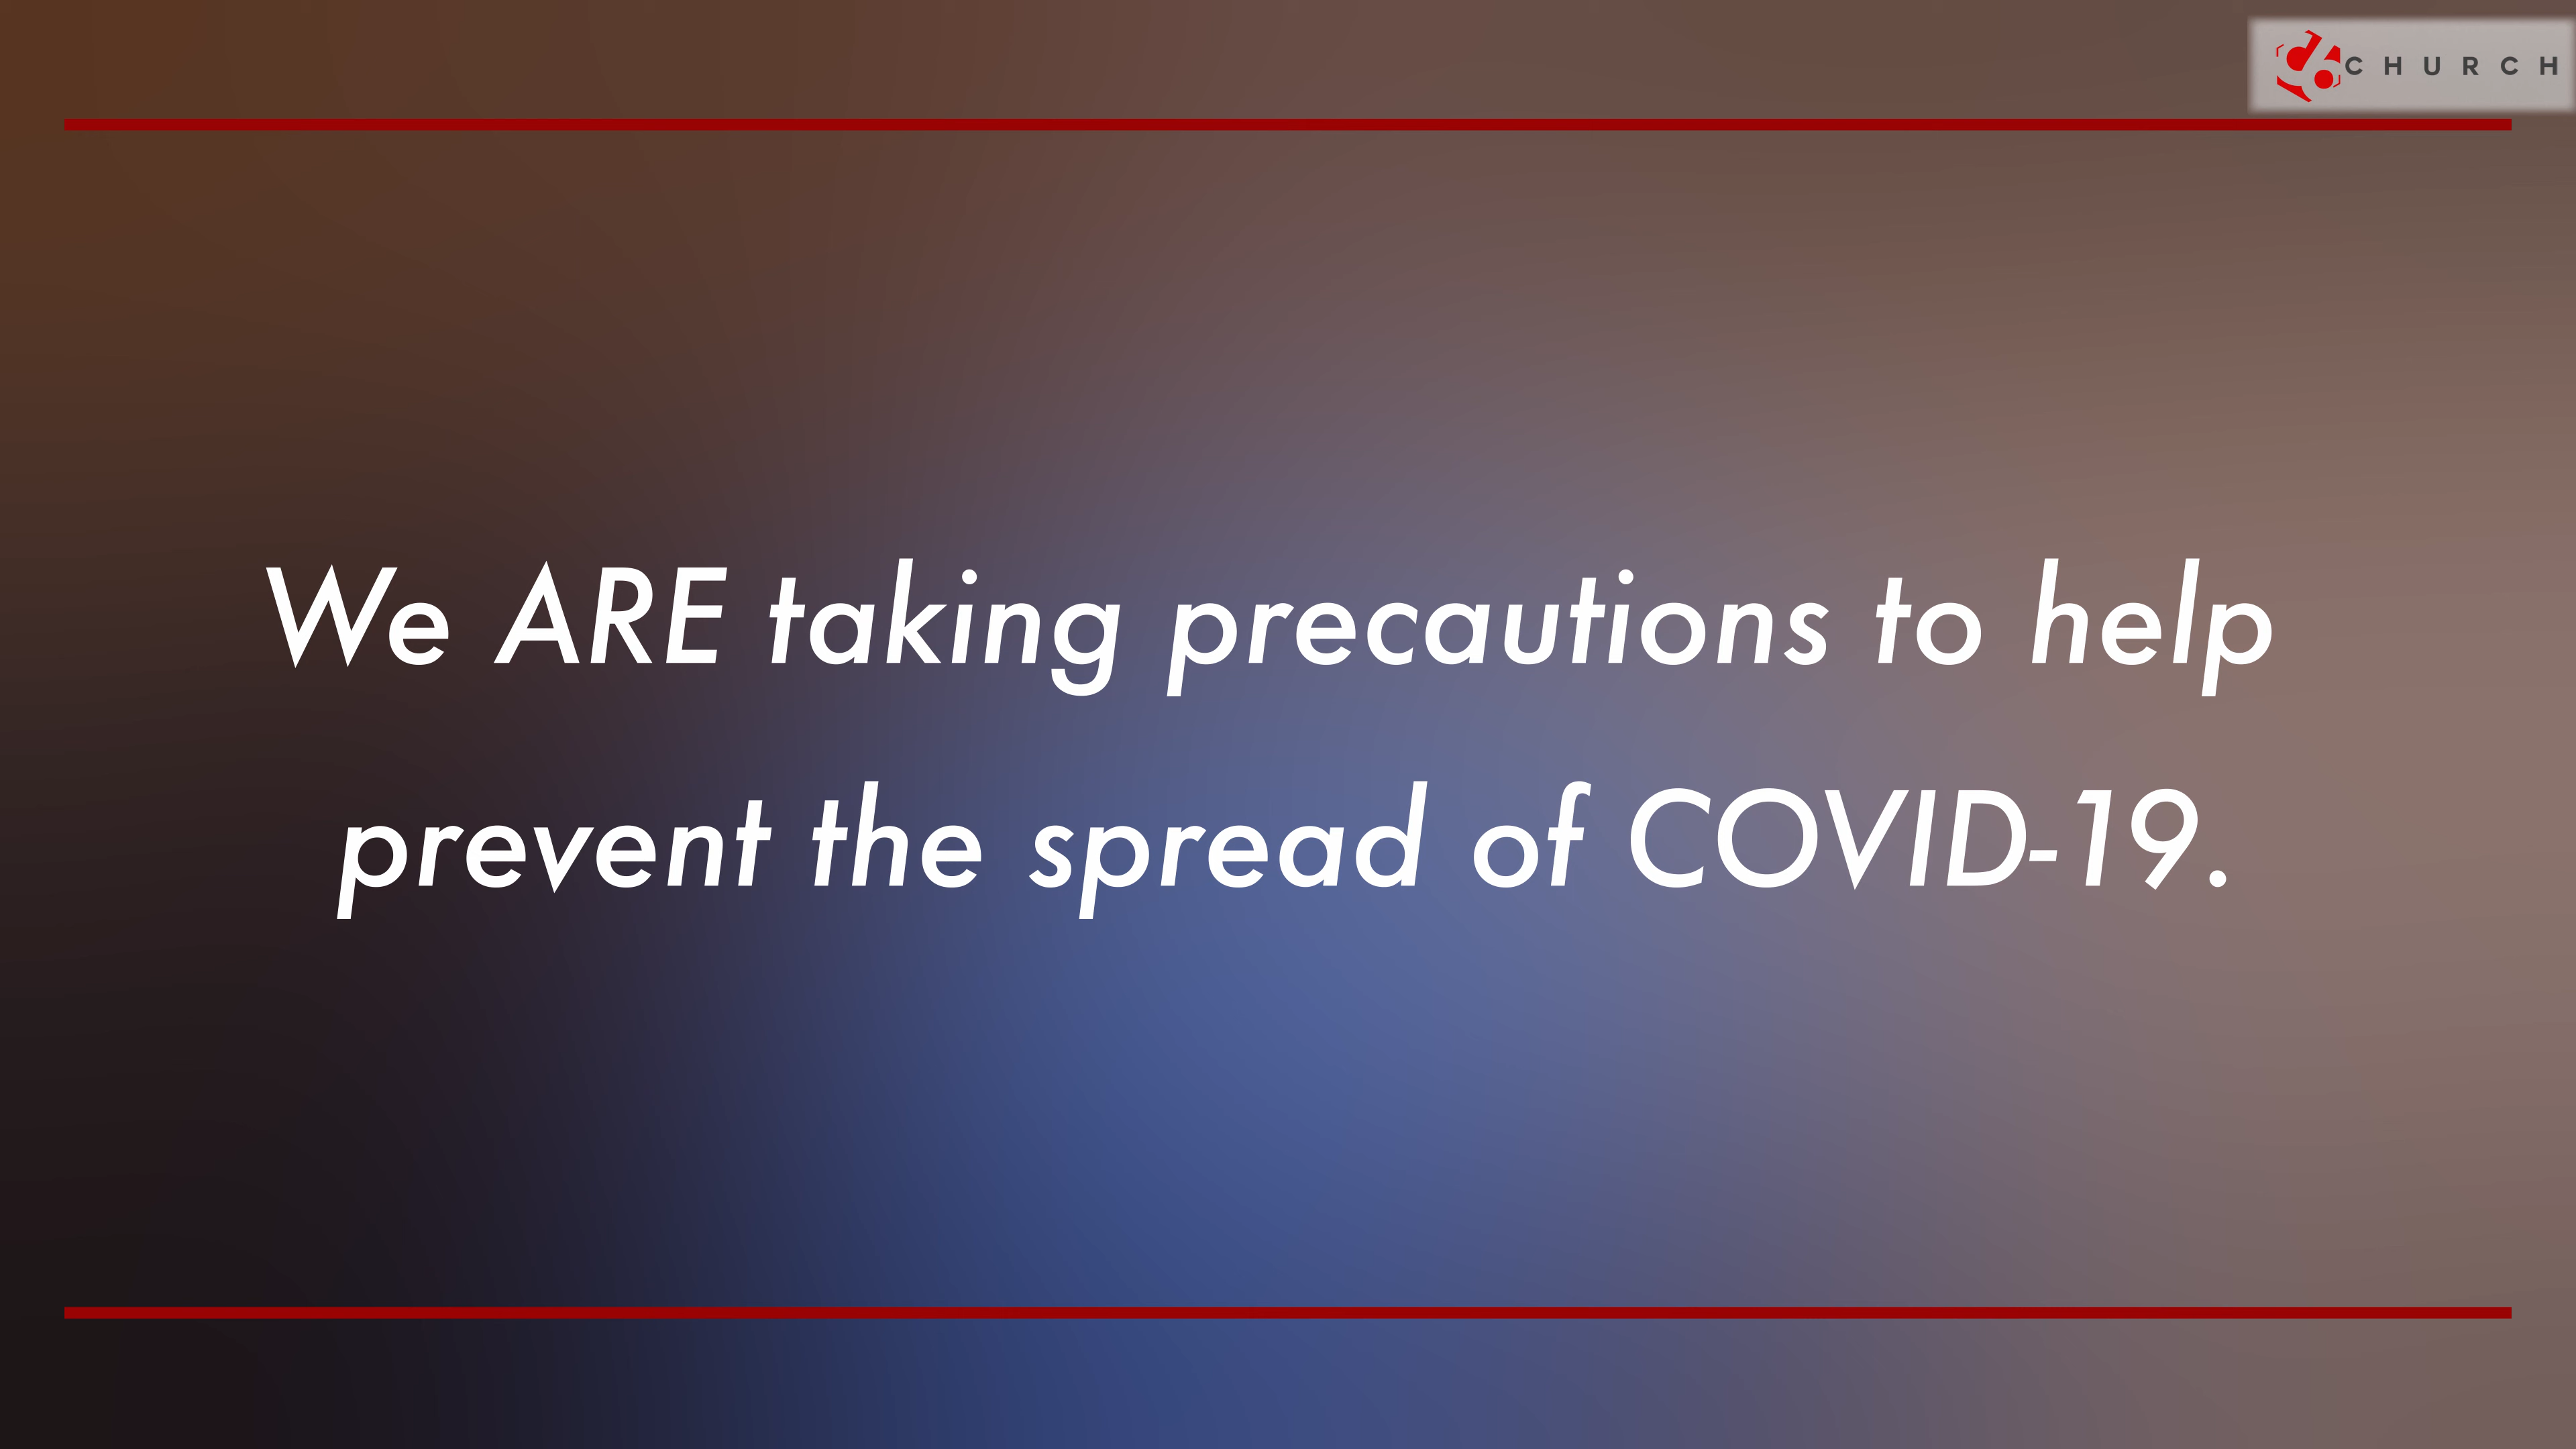 CHURCH
We ARE taking precautions to help
prevent the spread of COVID-19.